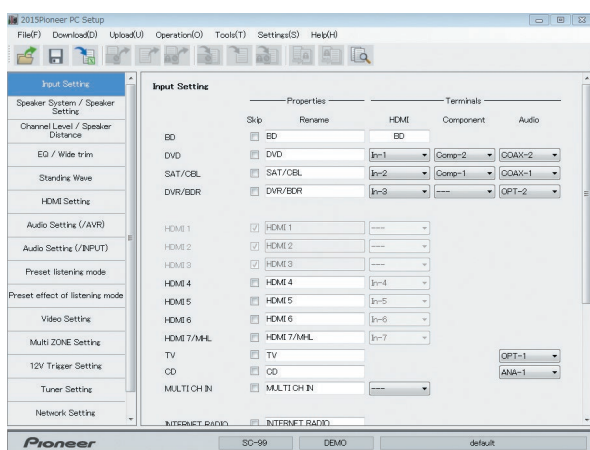 2015Pioneer PC Setup
File(F) Download(D) Upload(U) Operation(O) Tools(T) Settings(S) Help(H)
Input Setting
Speaker System / Speaker
Setting
Channel Level / Speaker
Distance
EQ / Wide trim
Standing Wave
HDMI Setting
Audio Setting (/AVR)
Audio Setting (/INPUT)
Preset listening mode
Preset effect of listening mode
Video Setting
Multi ZONE Setting
12V Trigger Setting
Tuner Setting
Network Setting
Input Setting
Properties Terminals
Skip Rename HDMI Component Audio
BD BD BD
DVD DVD In-1 Comp-2 COAX-2
SAT/CBL SAT/CBL In-2 Comp-1 COAX-1
DVR/BDR DVR/BDR In-3 --- OPT-2
HDMI 1 HDMI 1 ---
HDMI 2 HDMI 2 ---
HDMI 3 HDMI 3 ---
HDMI 4 HDMI 4 In-4
HDMI 5 HDMI 5 In-5
HDMI 6 HDMI 6 In-6
HDMI 7/MHL HDMI 7/MHL In-7
TV TV OPT-1
CD CD ANA-1
MULTI CH IN MULTI CH IN ---
INTERNET RADIO INTERNET RADIO
Pioneer SC-99 DEMO default